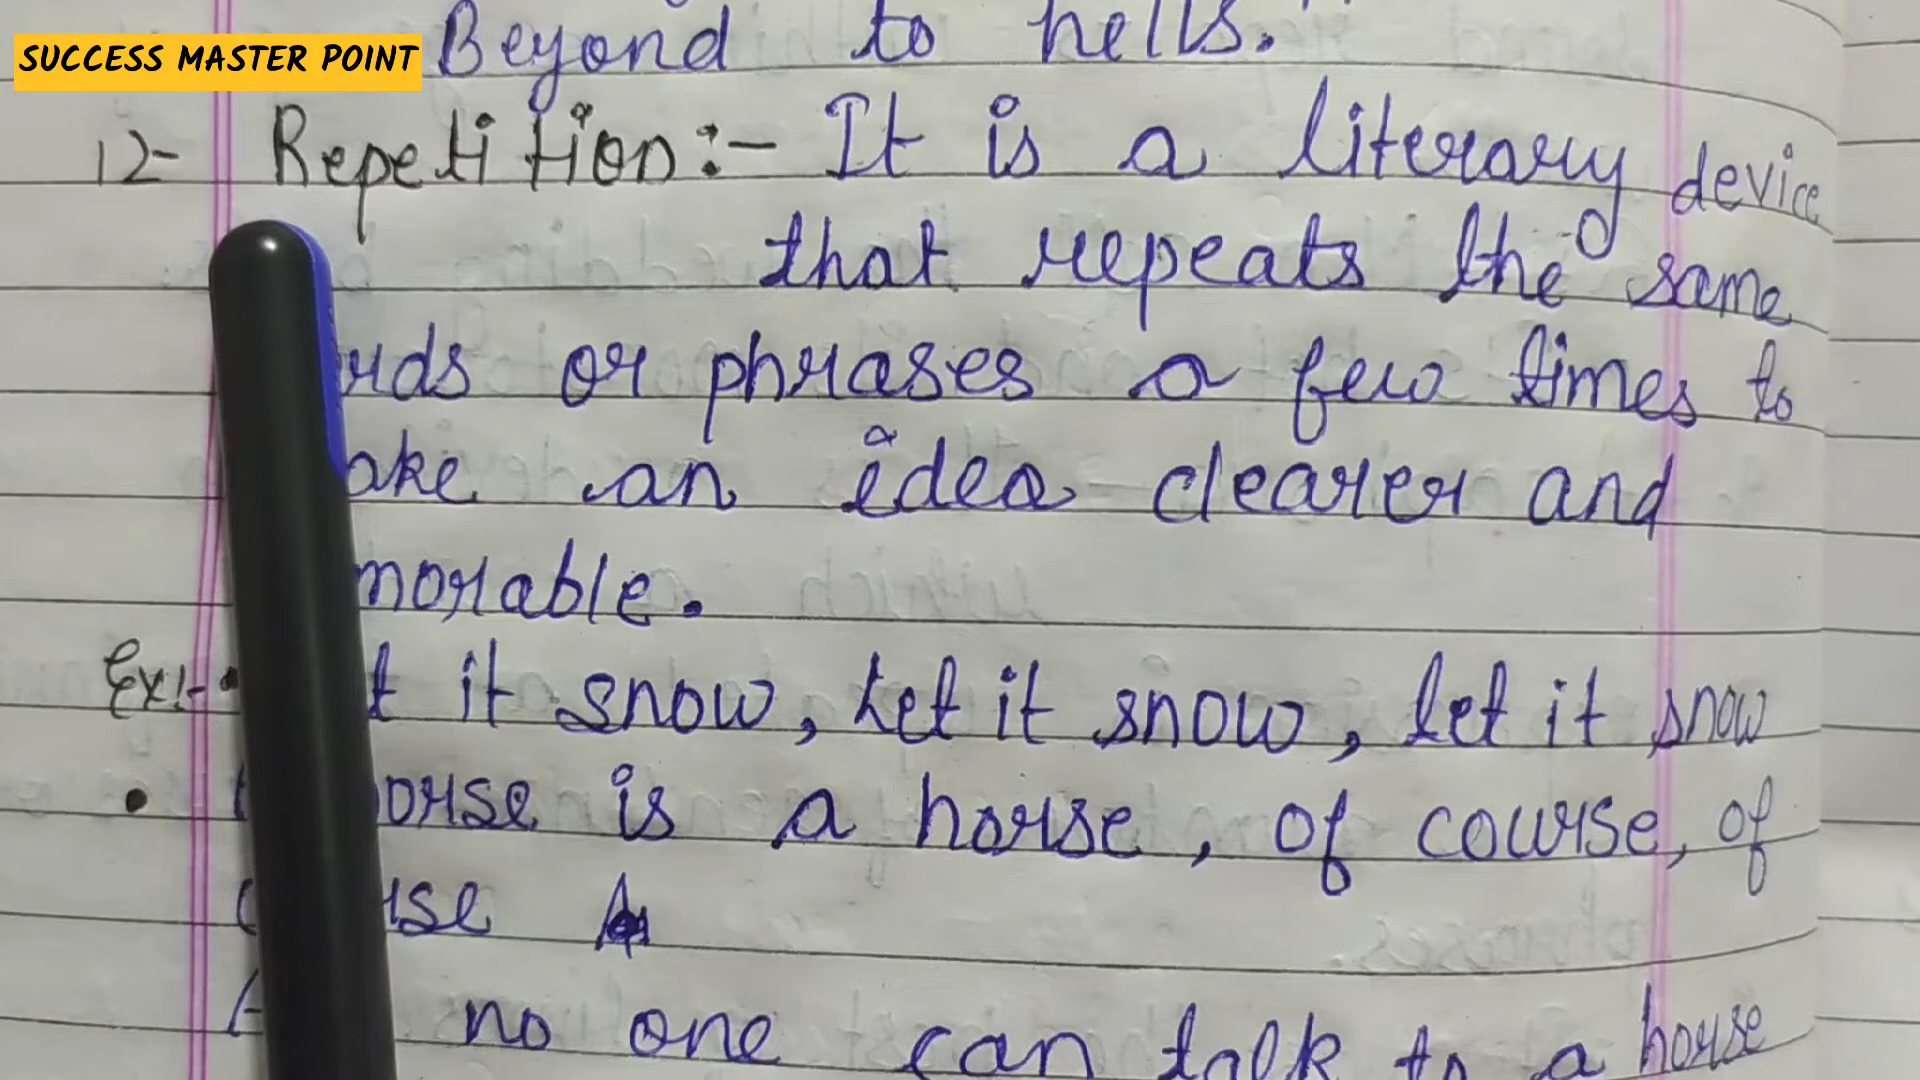 Beyond to hells.
SUCCESS MASTER POINT
12- Repetition:- It is a literary device
that repeats the same
rds or phrases a few times to
ake an idea clearer and
morable.
Ex:- t it snow, let it snow, let it snow
• orse is a horse, of course, of
rse
no one can talk to a horse